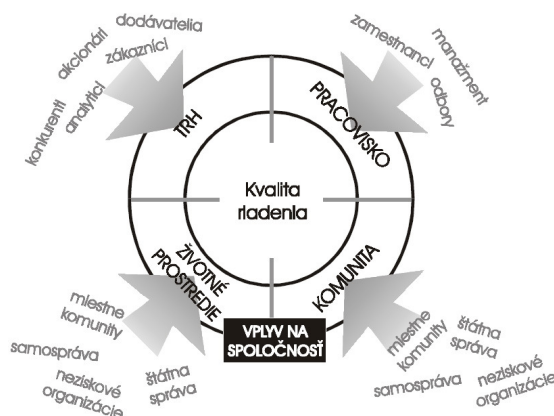 dodávatelia
akcionári
zákazníci
konkurenti
analytici
TRH
zamestnanci
manažment
odbory
PRACOVISKO
Kvalita
riadenia
ŽIVOTNÉ
PROSTREDIE
KOMUNITA
VPLYV NA
SPOLOČNOSŤ
miestne
komunity
samospráva
neziskové
organizácie
štátna
správa
miestne
komunity
štátna
správa
samospráva
neziskové
organizácie